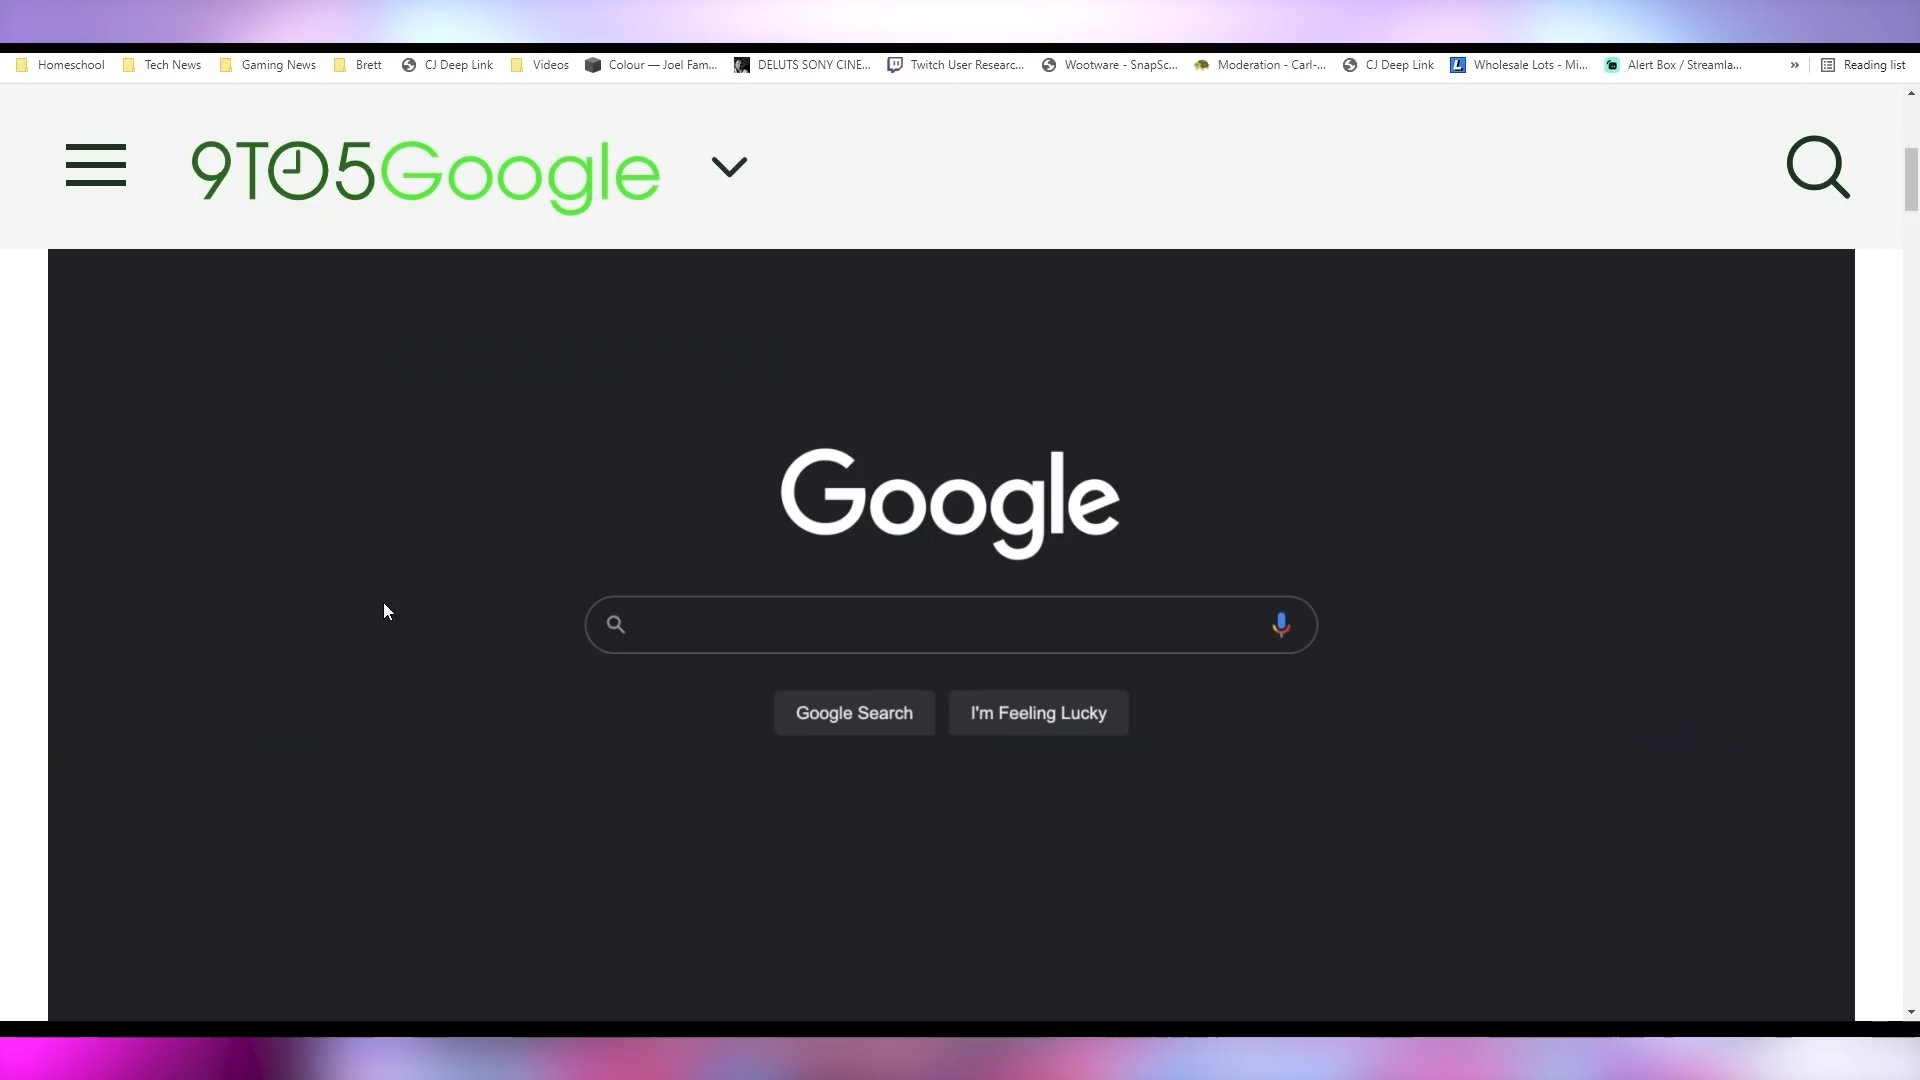 Homeschool Tech News Gaming News Brett CJ Deep Link Videos Colour — Joel Fam... DELUTS SONY CINE... Twitch User Researc... Wootware - SnapSc... Moderation - Carl-... CJ Deep Link Wholesale Lots - Mi... Alert Box / Streamla... » Reading list
9TO5Google
Google
Google Search I'm Feeling Lucky